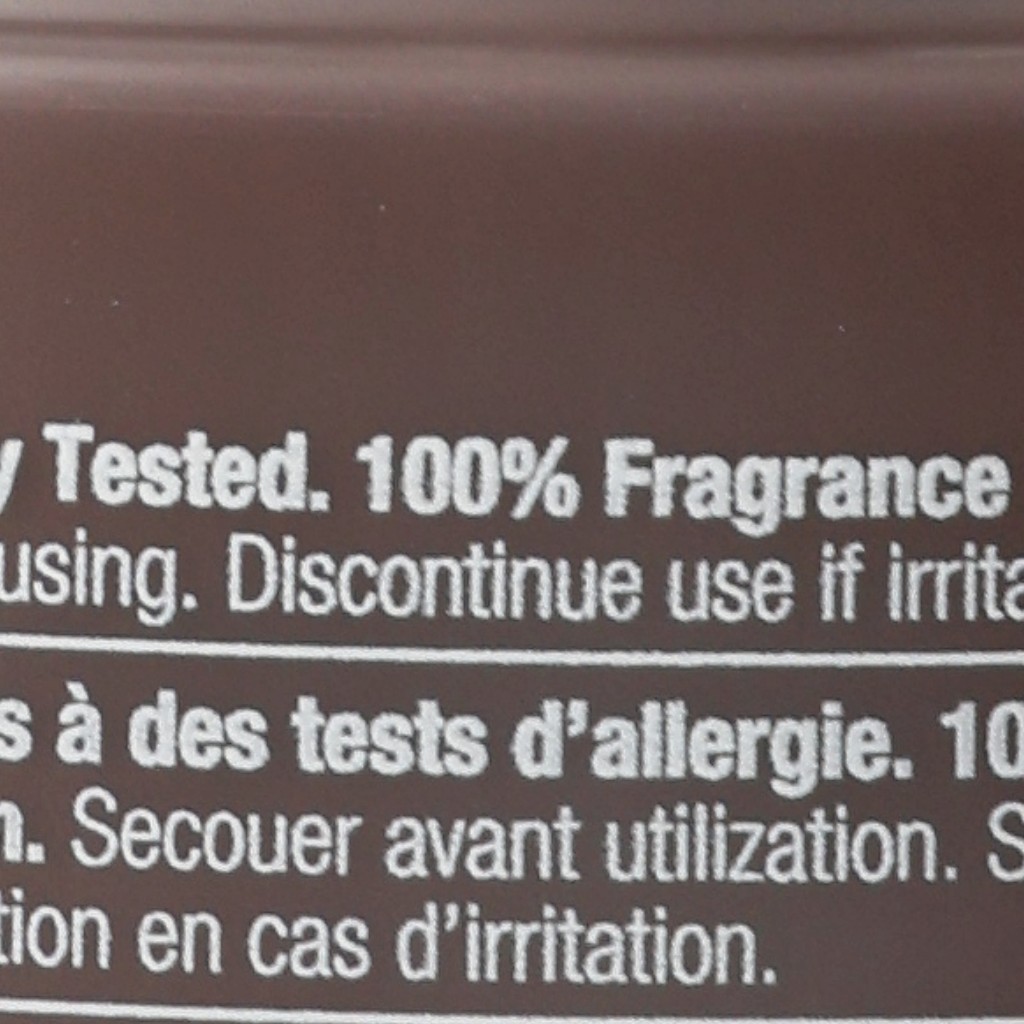 y Tested. 100% Fragrance
using. Discontinue use if irrita
s à des tests d'allergie. 10
n. Secouer avant utilization. S
tion en cas d'irritation.